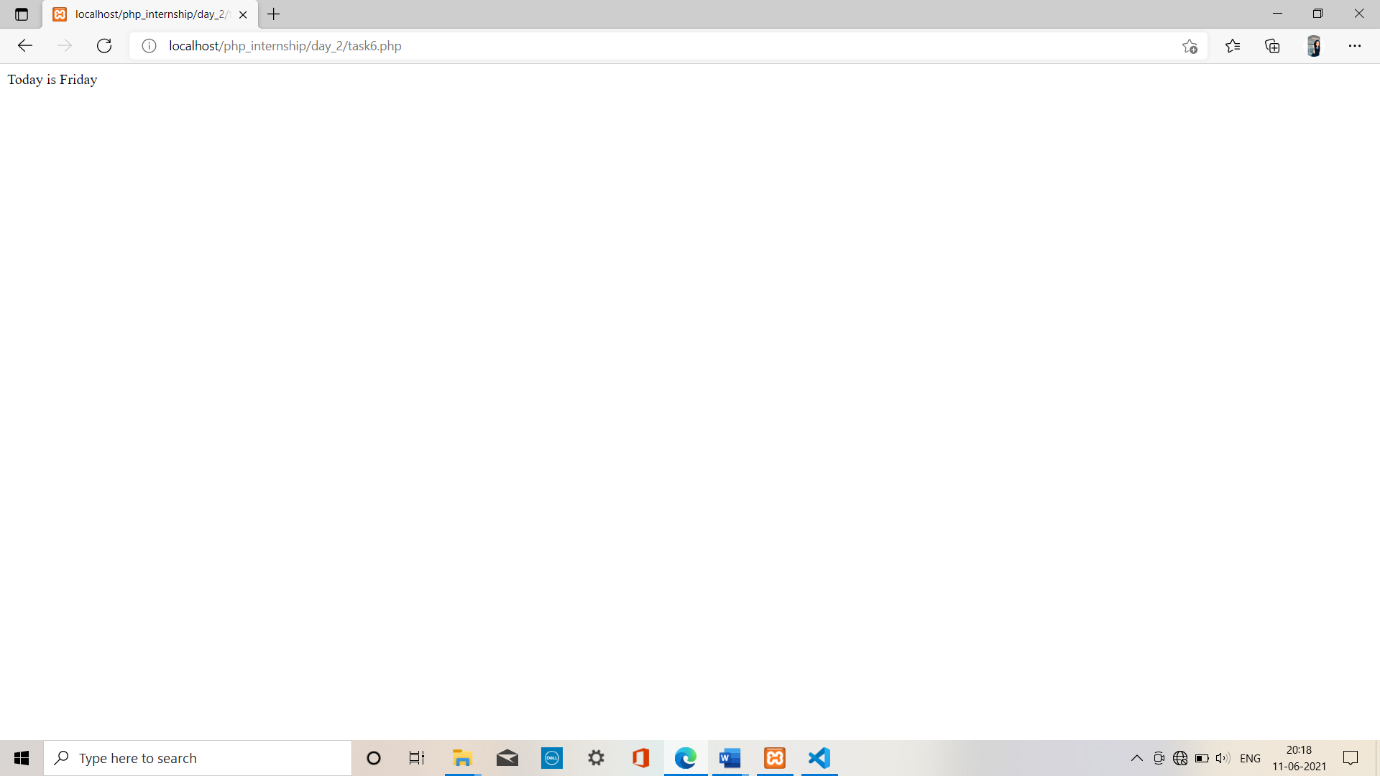 localhost/php_internship/day_2/
localhost/php_internship/day_2/task6.php
Today is Friday
Type here to search
DELL
W
ENG
20:18
11-06-2021